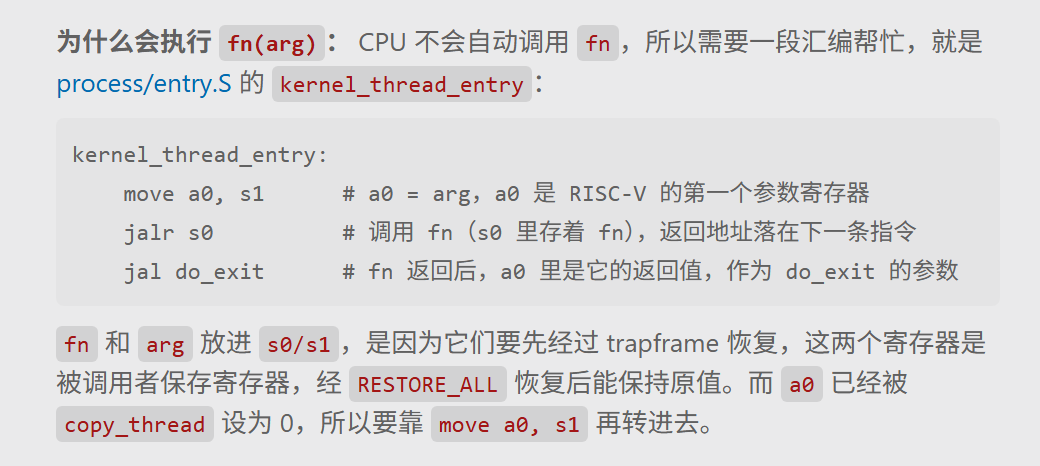 为什么会执行 fn(arg)： CPU 不会自动调用 fn，所以需要一段汇编帮忙，就是
process/entry.S 的 kernel_thread_entry：
kernel_thread_entry:
    move a0, s1      # a0 = arg，a0 是 RISC-V 的第一个参数寄存器
    jalr s0          # 调用 fn（s0 里存着 fn），返回地址落在下一条指令
    jal do_exit      # fn 返回后，a0 里是它的返回值，作为 do_exit 的参数
fn 和 arg 放进 s0/s1，是因为它们要先经过 trapframe 恢复，这两个寄存器是
被调用者保存寄存器，经 RESTORE_ALL 恢复后能保持原值。而 a0 已经被
copy_thread 设为 0，所以要靠 move a0, s1 再转进去。